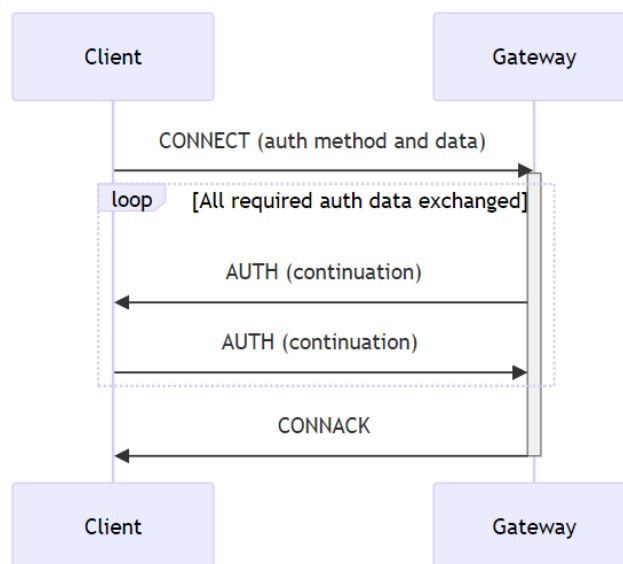 Client
Gateway
CONNECT (auth method and data)
loop
[All required auth data exchanged]
AUTH (continuation)
AUTH (continuation)
CONNACK
Client
Gateway